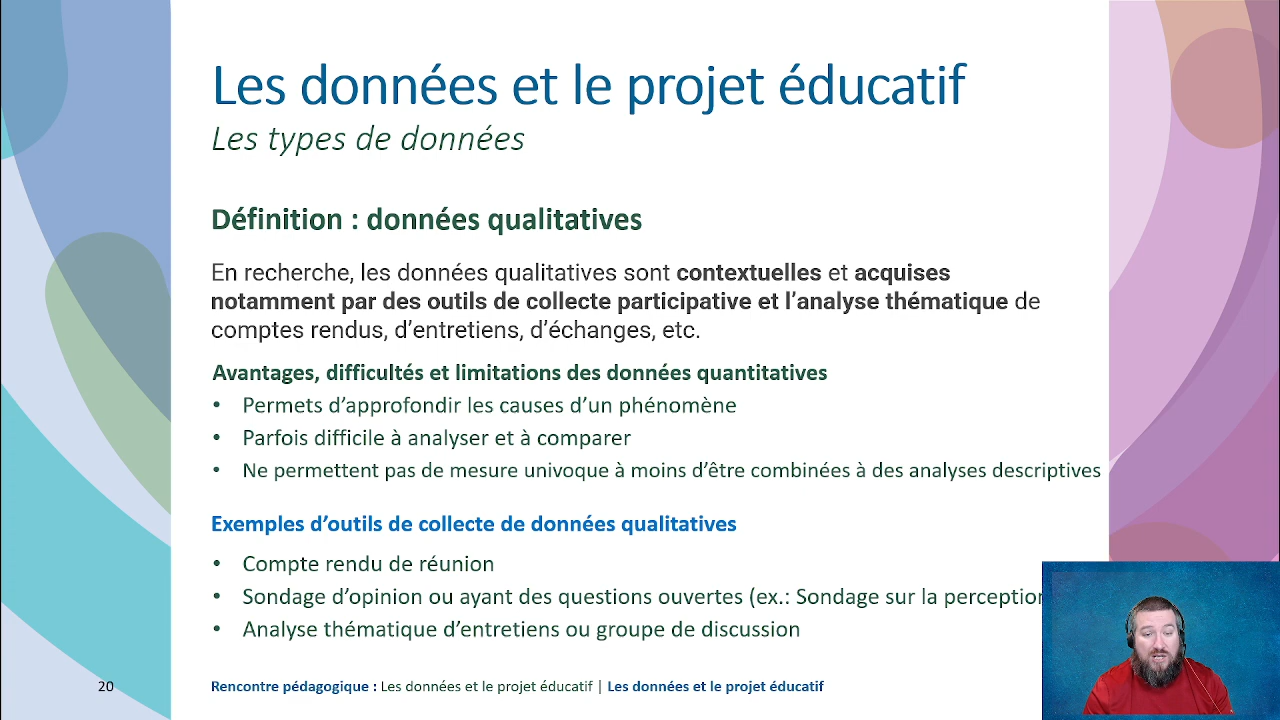 Les données et le projet éducatif
Les types de données
Définition : données qualitatives
En recherche, les données qualitatives sont contextuelles et acquises
notamment par des outils de collecte participative et l’analyse thématique de
comptes rendus, d’entretiens, d’échanges, etc.
Avantages, difficultés et limitations des données quantitatives
• Permets d’approfondir les causes d’un phénomène
• Parfois difficile à analyser et à comparer
• Ne permettent pas de mesure univoque à moins d’être combinées à des analyses descriptives
Exemples d’outils de collecte de données qualitatives
• Compte rendu de réunion
• Sondage d’opinion ou ayant des questions ouvertes (ex.: Sondage sur la perception
• Analyse thématique d’entretiens ou groupe de discussion
20
Rencontre pédagogique : Les données et le projet éducatif | Les données et le projet éducatif